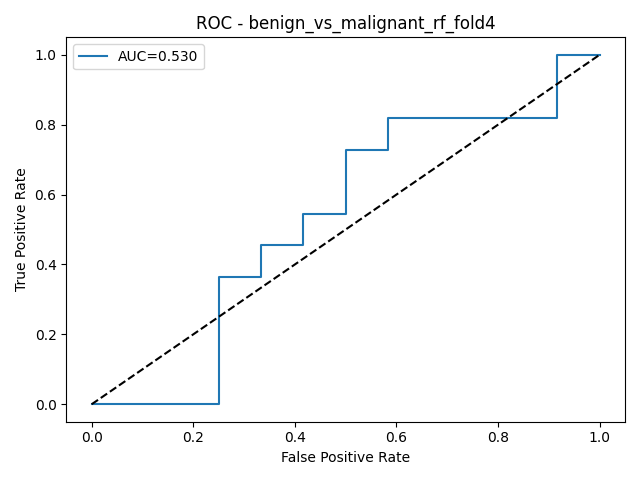 ROC - benign_vs_malignant_rf_fold4
AUC=0.530
1.0
0.8
0.6
0.4
0.2
0.0
True Positive Rate
0.0 0.2 0.4 0.6 0.8 1.0
False Positive Rate